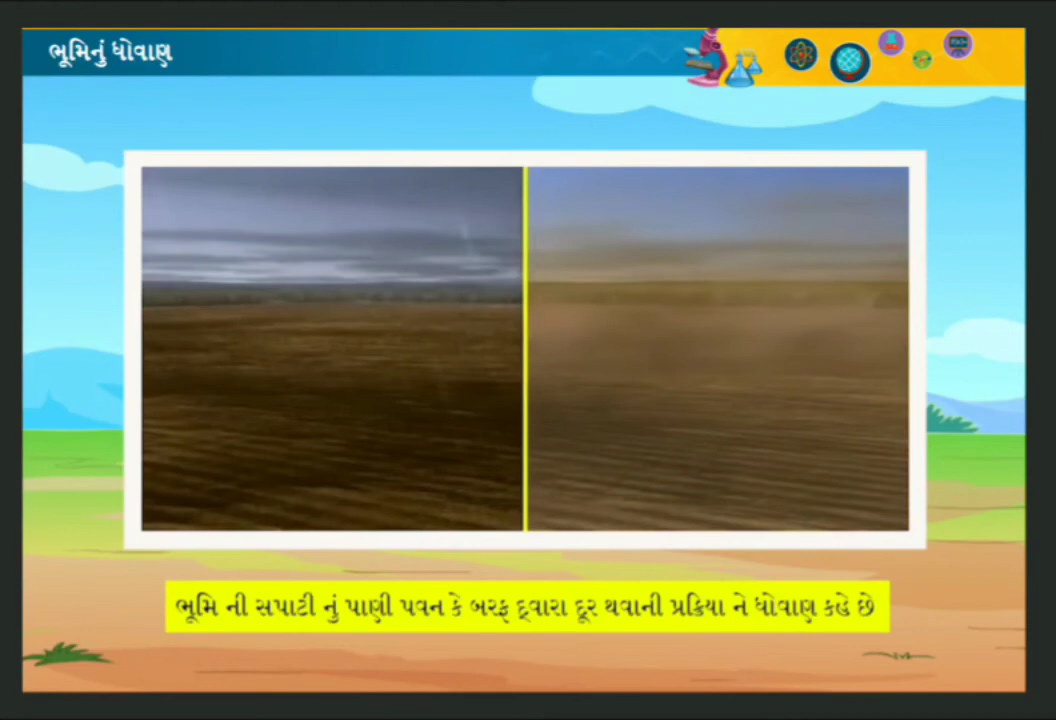 ભૂમિનું ધોવાણ
ભૂમિ ની સપાટી નું પાણી પવન કે બરફ દ્વારા દૂર થવાની પ્રક્રિયા ને ધોવાણ કહે છે